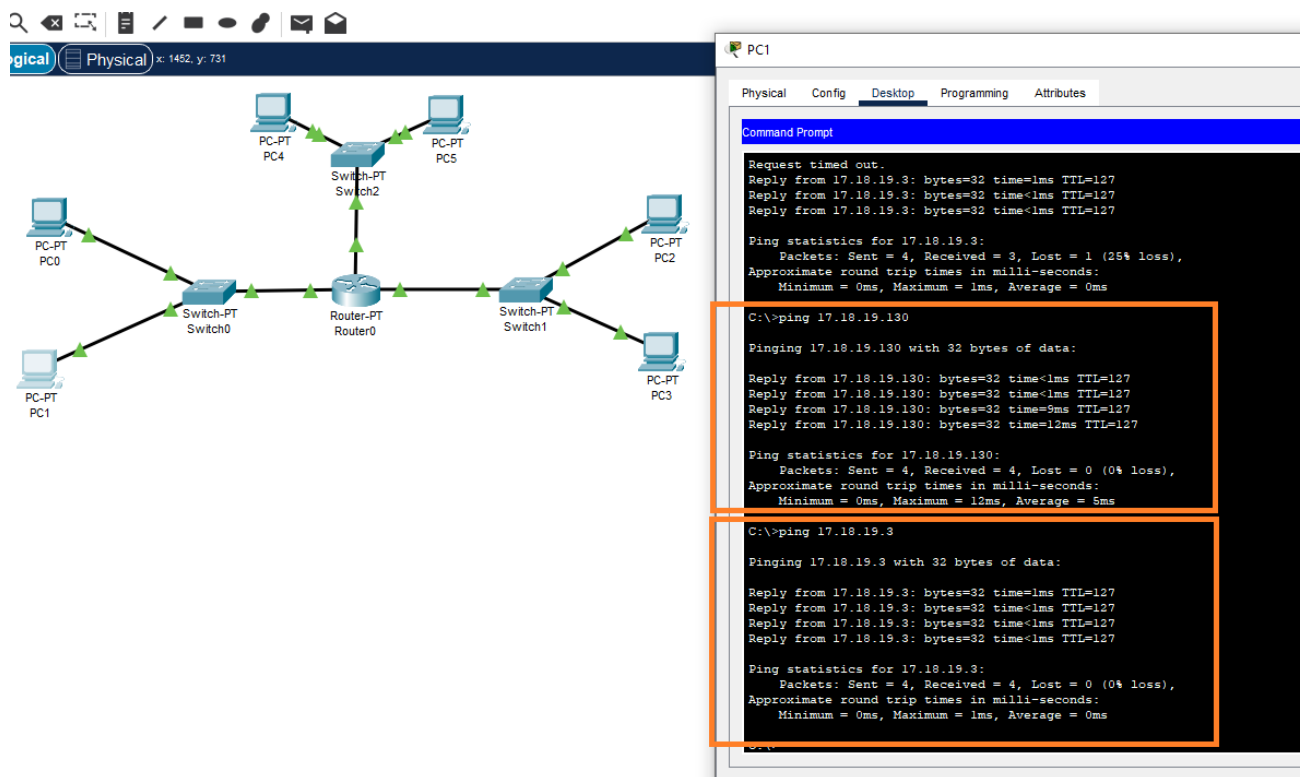 ogical
Physical
x: 1452, y: 731
PC-PT
PC4
PC-PT
PC5
Switch-PT
Switch2
PC-PT
PC0
PC-PT
PC2
Switch-PT
Switch0
Router-PT
Router0
Switch-PT
Switch1
PC-PT
PC1
PC-PT
PC3
PC1
Physical Config Desktop Programming Attributes
Command Prompt
Request timed out.
Reply from 17.18.19.3: bytes=32 time=1ms TTL=127
Reply from 17.18.19.3: bytes=32 time<1ms TTL=127
Reply from 17.18.19.3: bytes=32 time<1ms TTL=127
Ping statistics for 17.18.19.3:
Packets: Sent = 4, Received = 3, Lost = 1 (25% loss),
Approximate round trip times in milli-seconds:
Minimum = 0ms, Maximum = 1ms, Average = 0ms
C:\>ping 17.18.19.130
Pinging 17.18.19.130 with 32 bytes of data:
Reply from 17.18.19.130: bytes=32 time<1ms TTL=127
Reply from 17.18.19.130: bytes=32 time<1ms TTL=127
Reply from 17.18.19.130: bytes=32 time=9ms TTL=127
Reply from 17.18.19.130: bytes=32 time=12ms TTL=127
Ping statistics for 17.18.19.130:
Packets: Sent = 4, Received = 4, Lost = 0 (0% loss),
Approximate round trip times in milli-seconds:
Minimum = 0ms, Maximum = 12ms, Average = 5ms
C:\>ping 17.18.19.3
Pinging 17.18.19.3 with 32 bytes of data:
Reply from 17.18.19.3: bytes=32 time=1ms TTL=127
Reply from 17.18.19.3: bytes=32 time<1ms TTL=127
Reply from 17.18.19.3: bytes=32 time<1ms TTL=127
Reply from 17.18.19.3: bytes=32 time<1ms TTL=127
Ping statistics for 17.18.19.3:
Packets: Sent = 4, Received = 4, Lost = 0 (0% loss),
Approximate round trip times in milli-seconds:
Minimum = 0ms, Maximum = 1ms, Average = 0ms